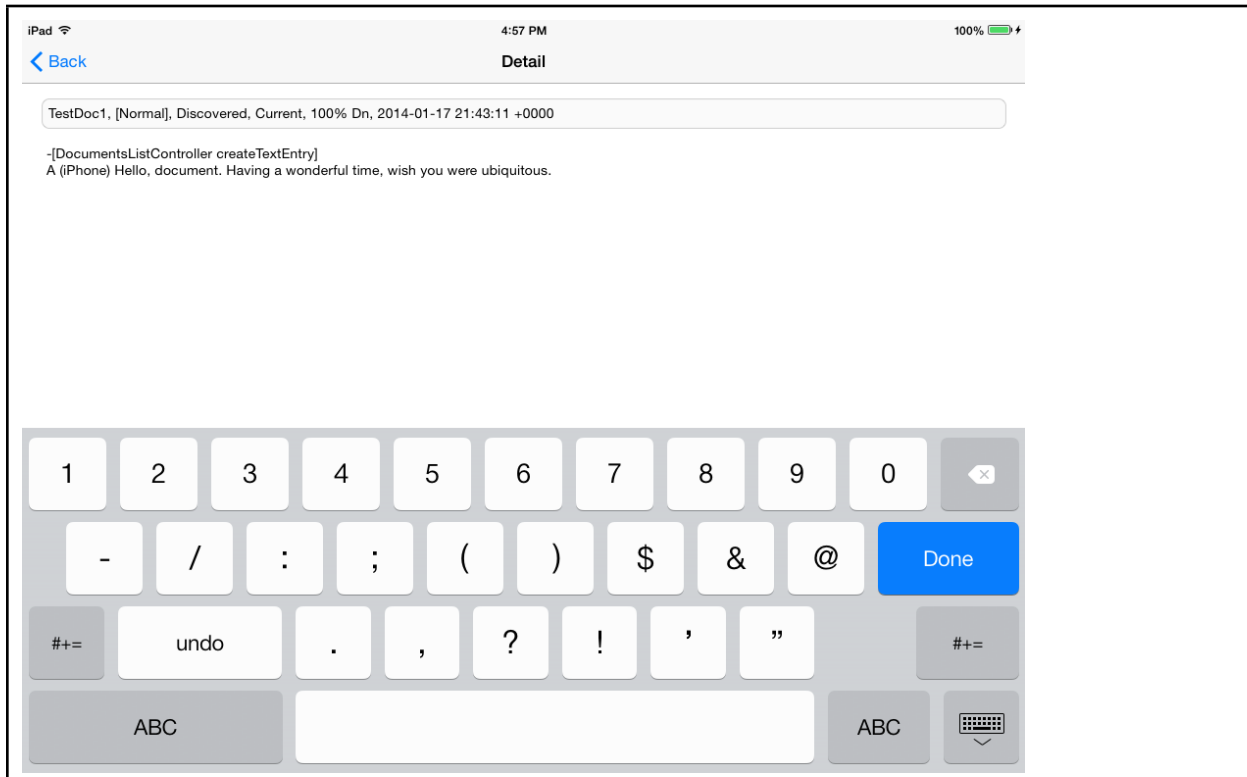 iPad 4:57 PM 100%
Back Detail
TestDoc1, [Normal], Discovered, Current, 100% Dn, 2014-01-17 21:43:11 +0000
-[DocumentsListController createTextEntry]
A (iPhone) Hello, document. Having a wonderful time, wish you were ubiquitous.
1 2 3 4 5 6 7 8 9 0
- / : ; ( ) $ & @ Done
#+= undo . , ? ! ’ ” #+=
ABC ABC